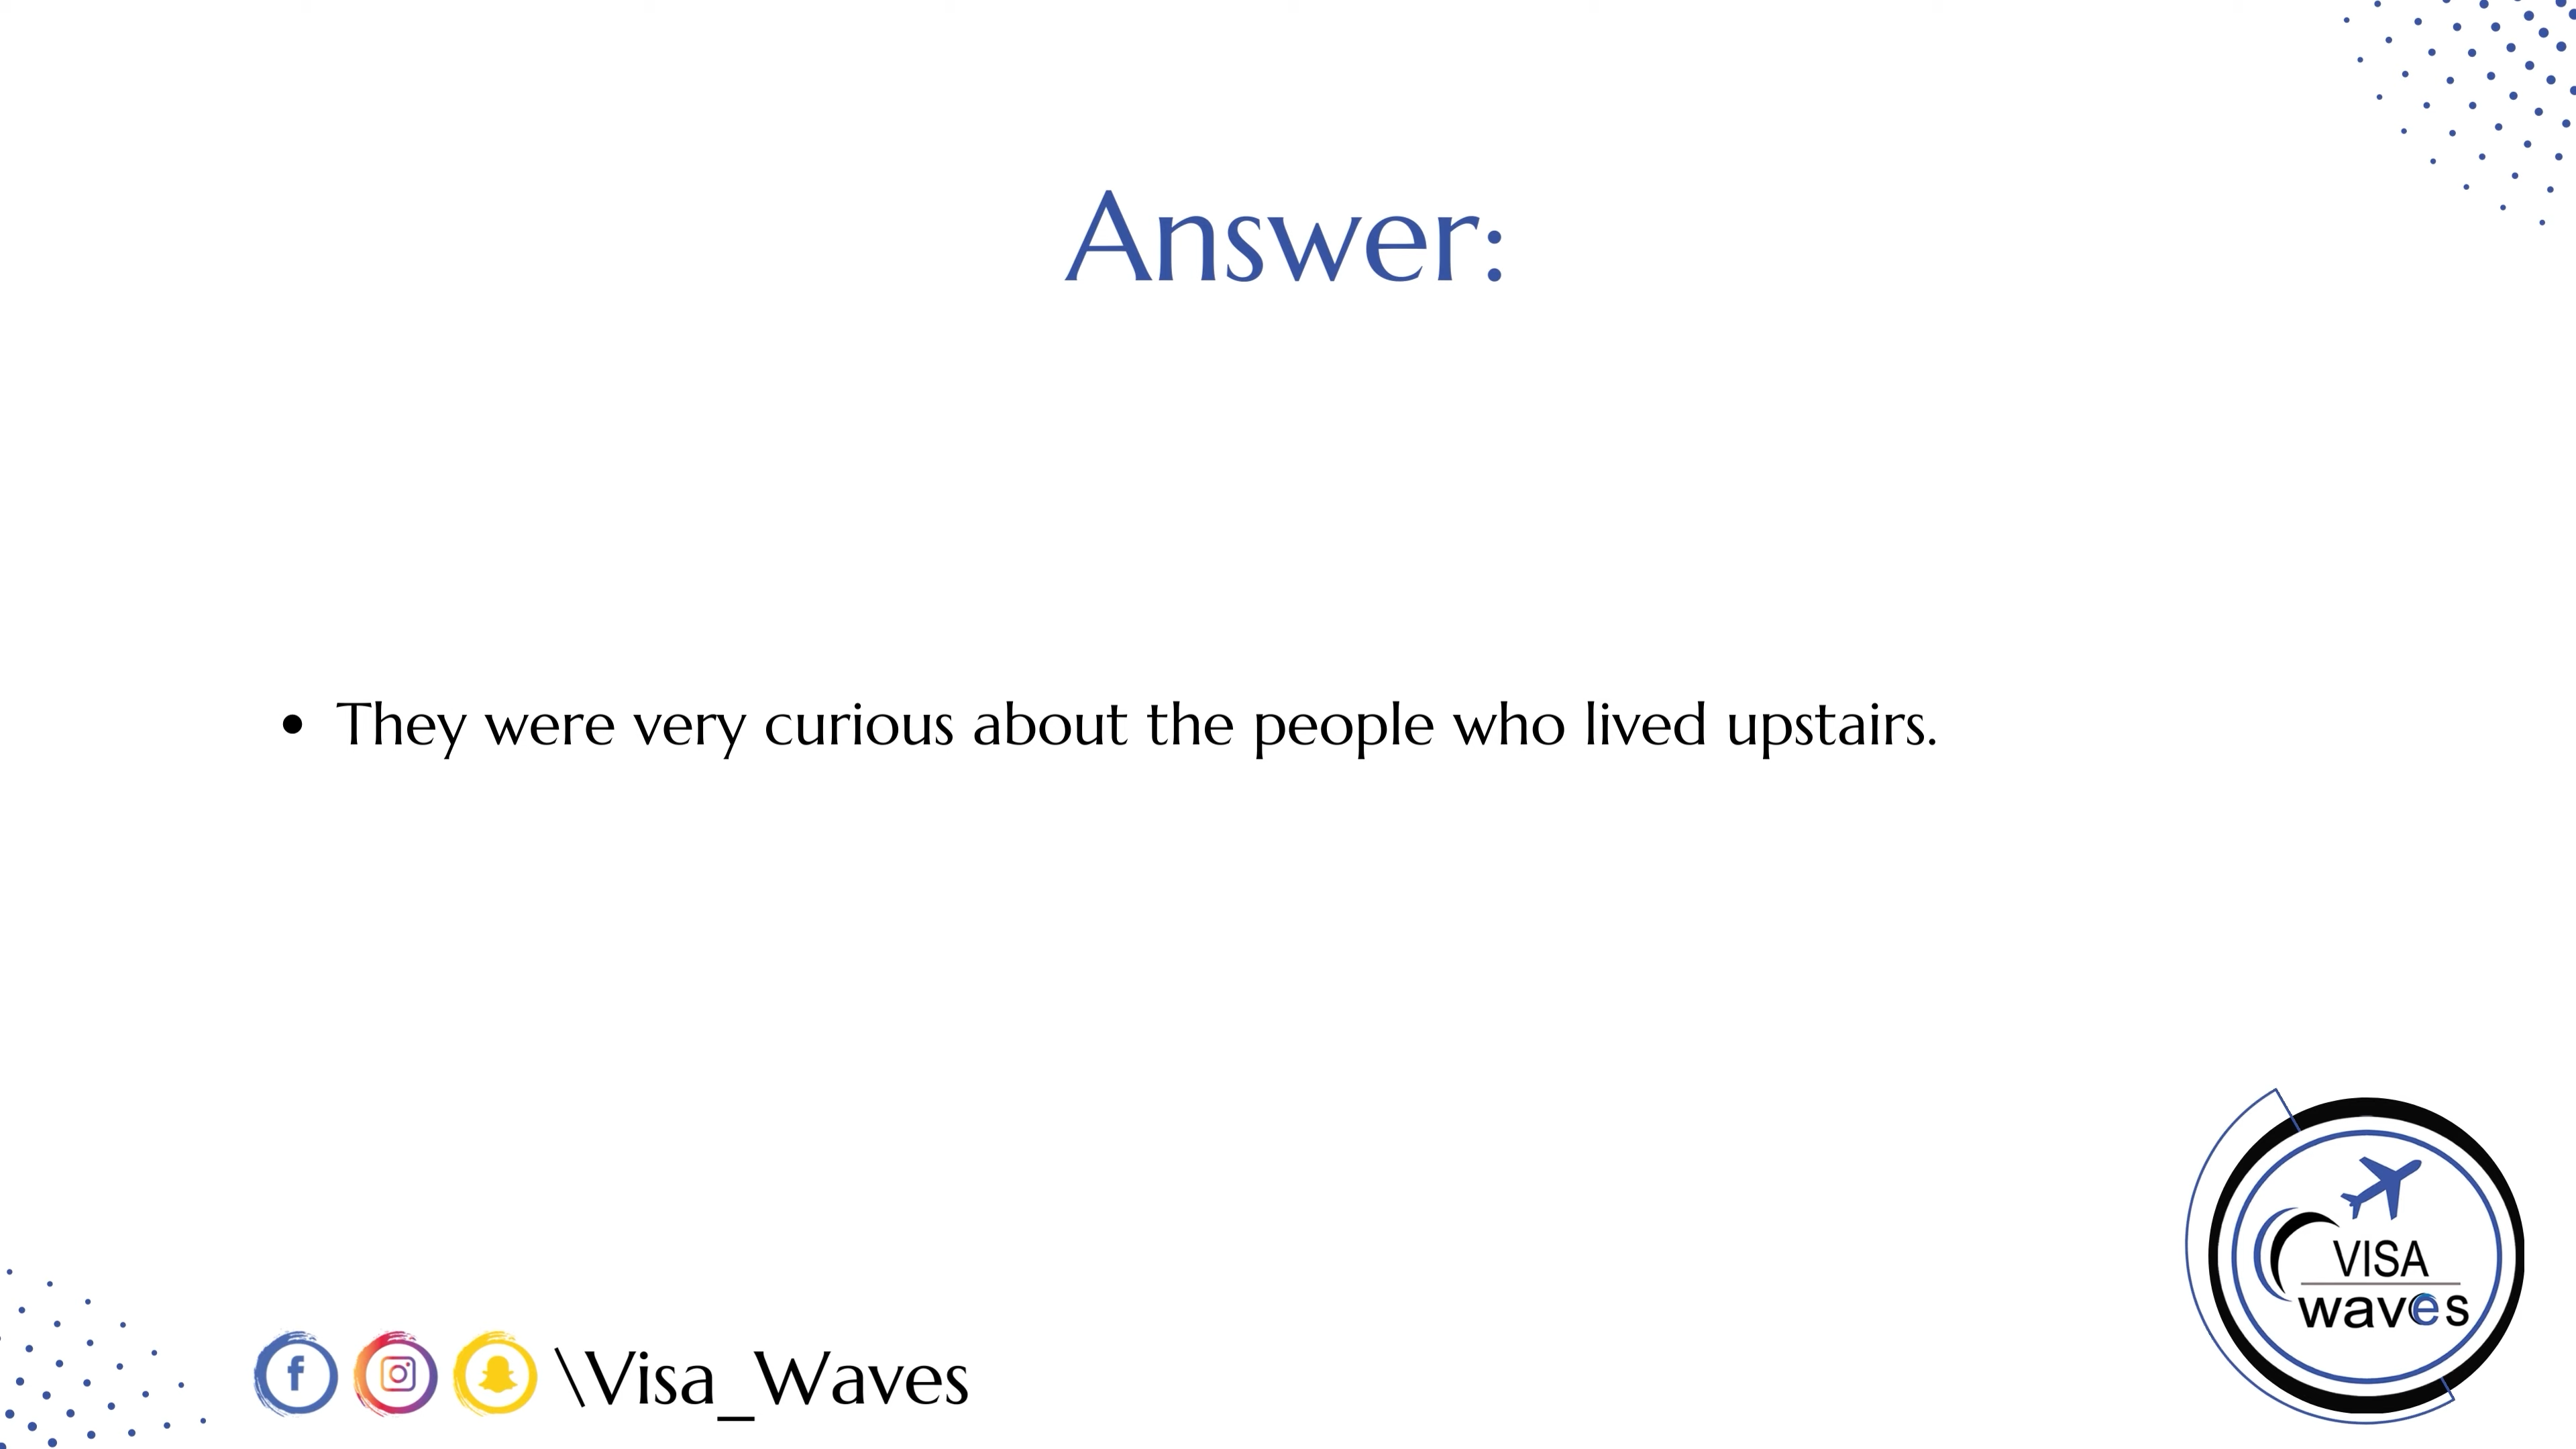 Answer:
• They were very curious about the people who lived upstairs.
VISA
waves
\Visa_Waves